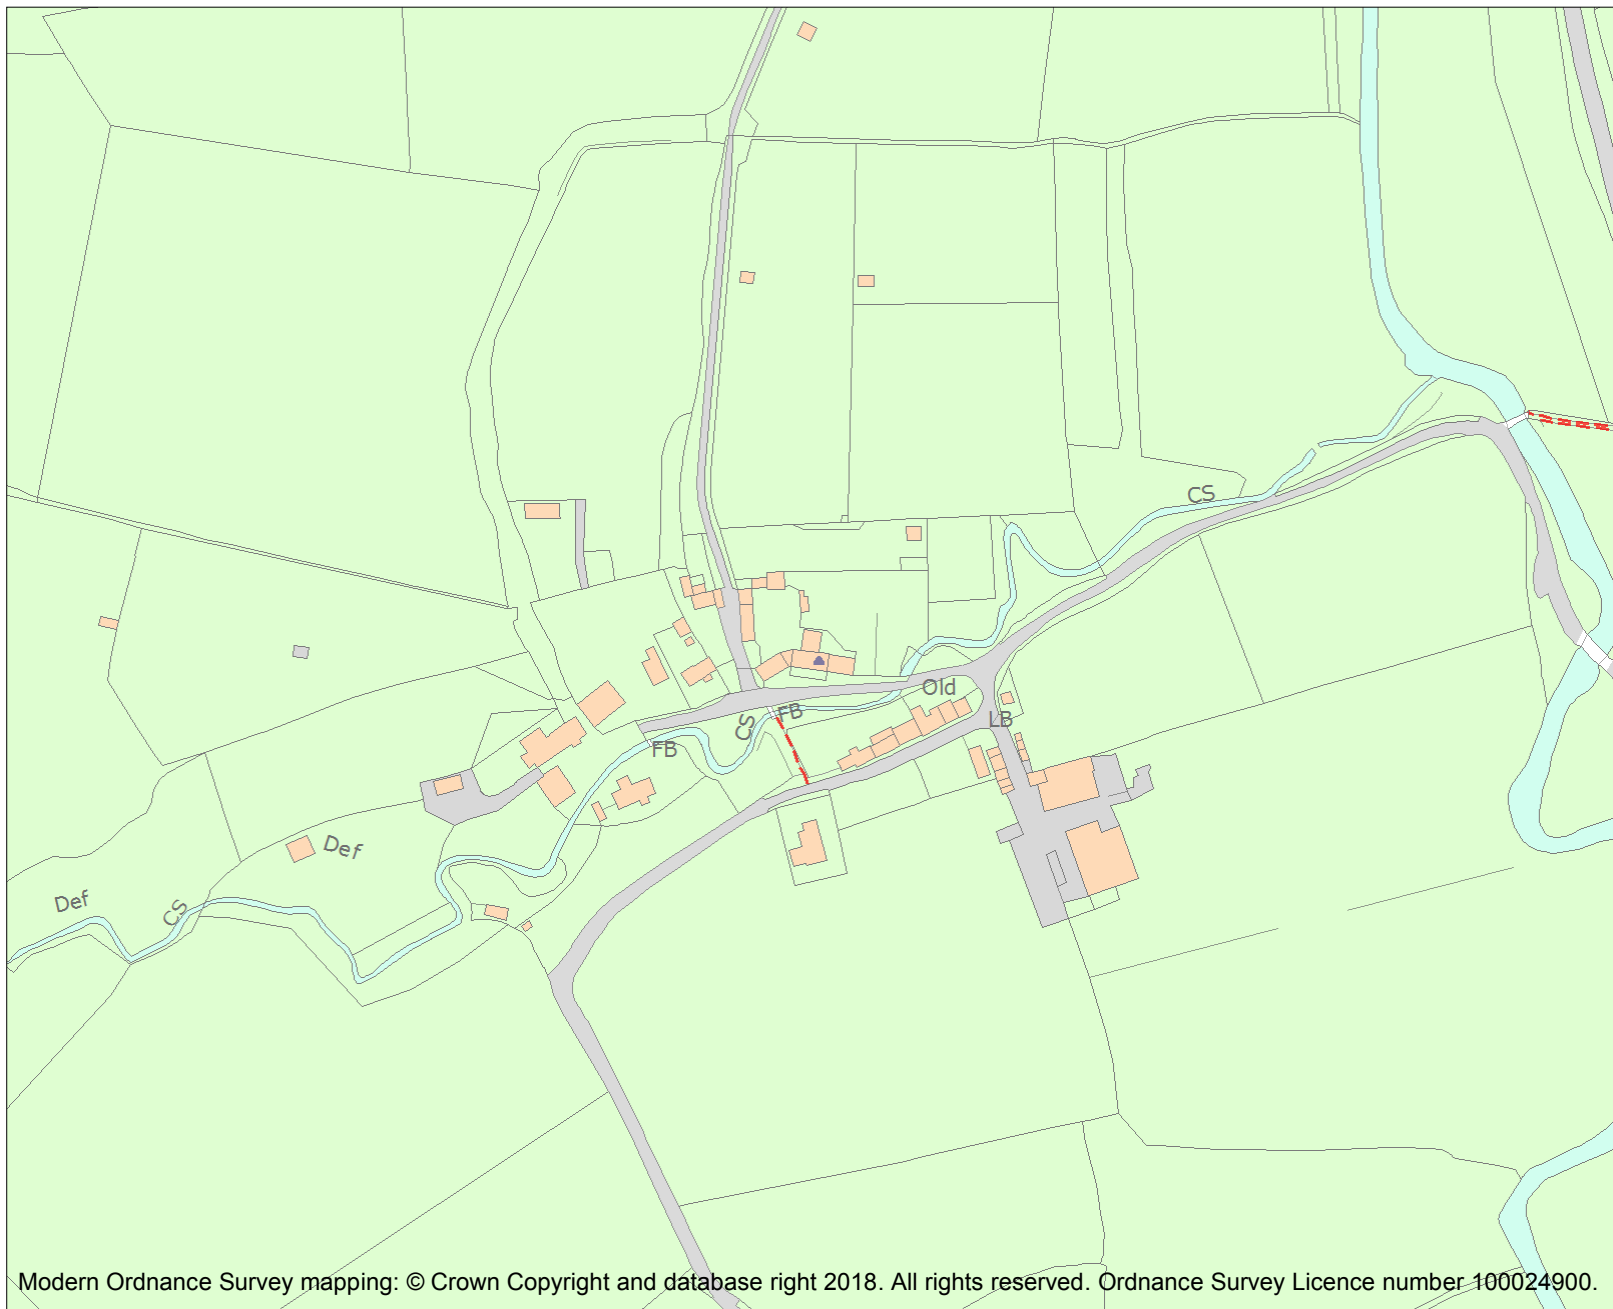 CS
Old
FB
LB
CS
FB
Def
Def
CS
Modern Ordnance Survey mapping: © Crown Copyright and database right 2018. All rights reserved. Ordnance Survey Licence number 100024900.